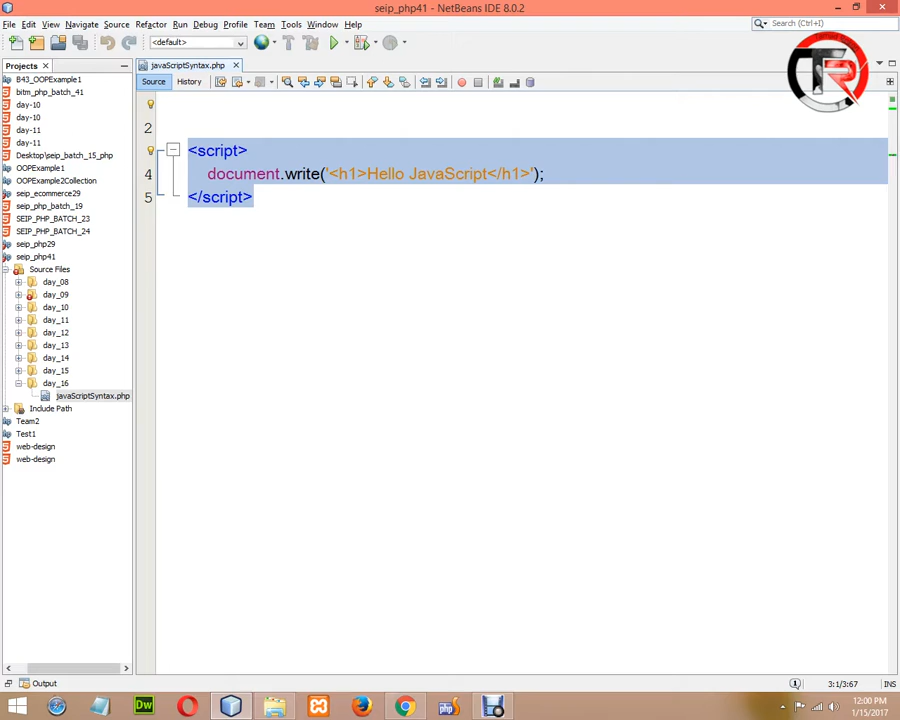 seip_php41 - NetBeans IDE 8.0.2
File Edit View Navigate Source Refactor Run Debug Profile Team Tools Window Help
Search (Ctrl+I)
<default>
Projects
javaScriptSyntax.php
Source History
B43_OOPExample1
bitm_php_batch_41
day-10
day-10
day-11
day-11
Desktop\seip_batch_15_php
OOPExample1
OOPExample2Collection
seip_ecommerce29
seip_php_batch_19
SEIP_PHP_BATCH_23
SEIP_PHP_BATCH_24
seip_php29
seip_php41
Source Files
day_08
day_09
day_10
day_11
day_12
day_13
day_14
day_15
day_16
javaScriptSyntax.php
Include Path
Team2
Test1
web-design
web-design
2
<script>
4 document.write('<h1>Hello JavaScript</h1>');
5 </script>
TR
Output
3:1/3:67 INS
Dw
php
12:00 PM
1/15/2017